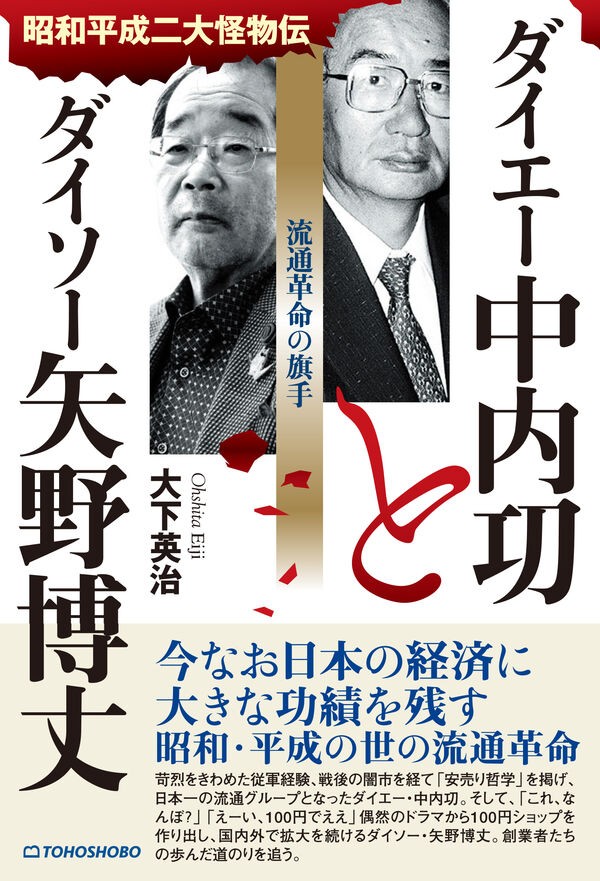 昭和平成二大怪物伝
ダイエー中内功
と
ダイソー矢野博丈
流通革命の旗手
大下英治
Ohshita Eiji
今なお日本の経済に
大きな功績を残す
昭和・平成の世の流通革命
苛烈をきわめた従軍経験、戦後の闇市を経て「安売り哲学」を掲げ、
日本一の流通グループとなったダイエー・中内功。そして、「これ、な
んぼ?」「えーい、100円でええ」偶然のドラマから100円ショップを
作り出し、国内外で拡大を続けるダイソー・矢野博丈。創業者たち
の歩んだ道のりを追う。
TOHOSHOBO